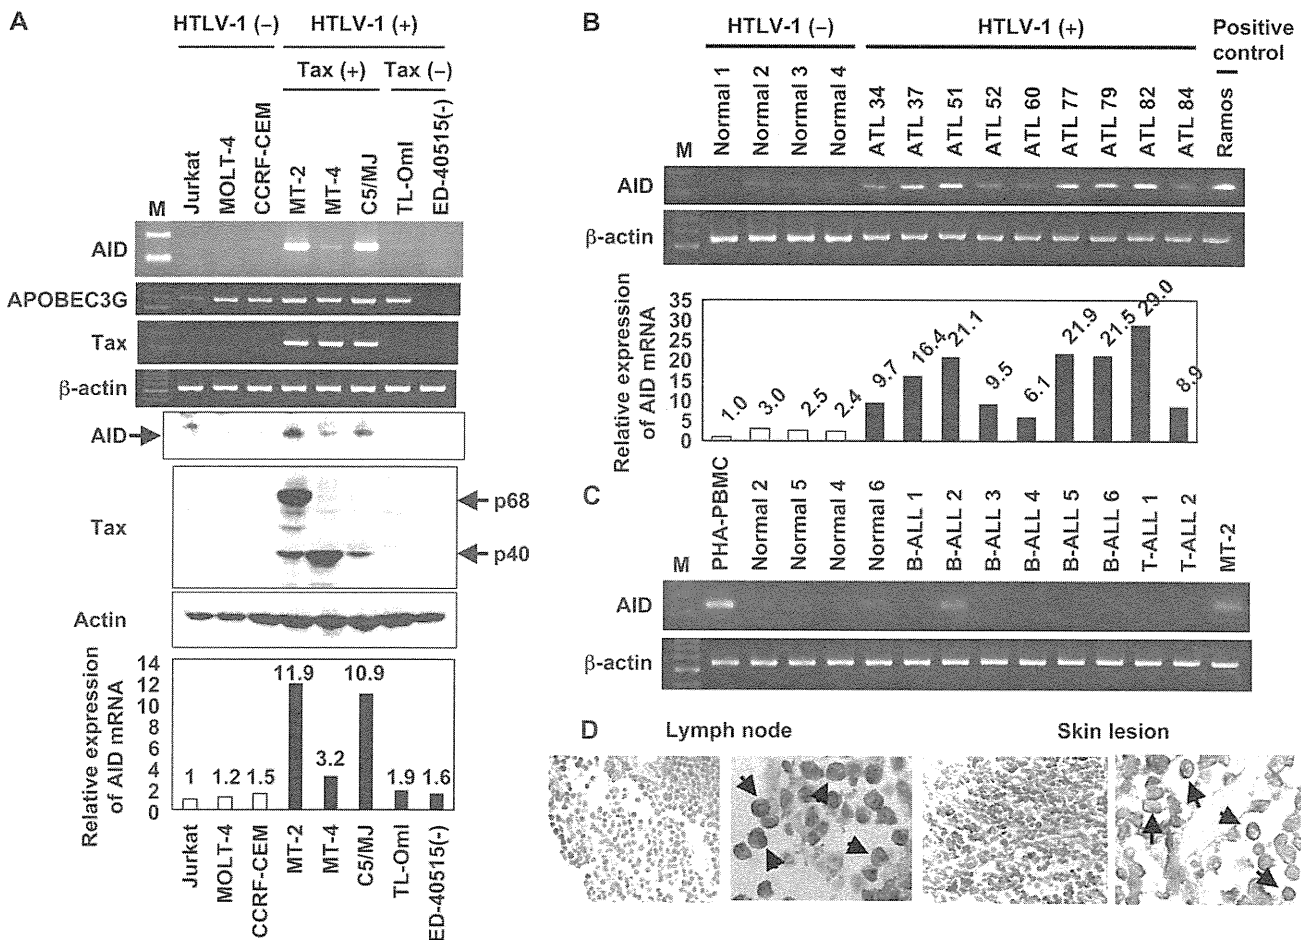 A
HTLV-1 (–) HTLV-1 (+)
Tax (+) Tax (–)
M Jurkat MOLT-4 CCRF-CEM MT-2 MT-4 C5/MJ TL-OmI ED-40515(-)
AID
APOBEC3G
Tax
β-actin
AID
Tax
p68
p40
Actin
Relative expression
of AID mRNA
14
12
10
8
6
4
2
0
1 1.2 1.5 11.9 3.2 10.9 1.9 1.6
Jurkat MOLT-4 CCRF-CEM MT-2 MT-4 C5/MJ TL-OmI ED-40515(-)
B
HTLV-1 (–) HTLV-1 (+) Positive
control
M Normal 1 Normal 2 Normal 3 Normal 4 ATL 34 ATL 37 ATL 51 ATL 52 ATL 60 ATL 77 ATL 79 ATL 82 ATL 84 Ramos
AID
β-actin
Relative expression
of AID mRNA
35
30
25
20
15
10
5
0
1.0 3.0 2.5 2.4 9.7 16.4 21.1 9.5 6.1 21.9 21.5 29.0 8.9
C
M PHA-PBMC Normal 2 Normal 5 Normal 4 Normal 6 B-ALL 1 B-ALL 2 B-ALL 3 B-ALL 4 B-ALL 5 B-ALL 6 T-ALL 1 T-ALL 2 MT-2
AID
β-actin
D
Lymph node Skin lesion